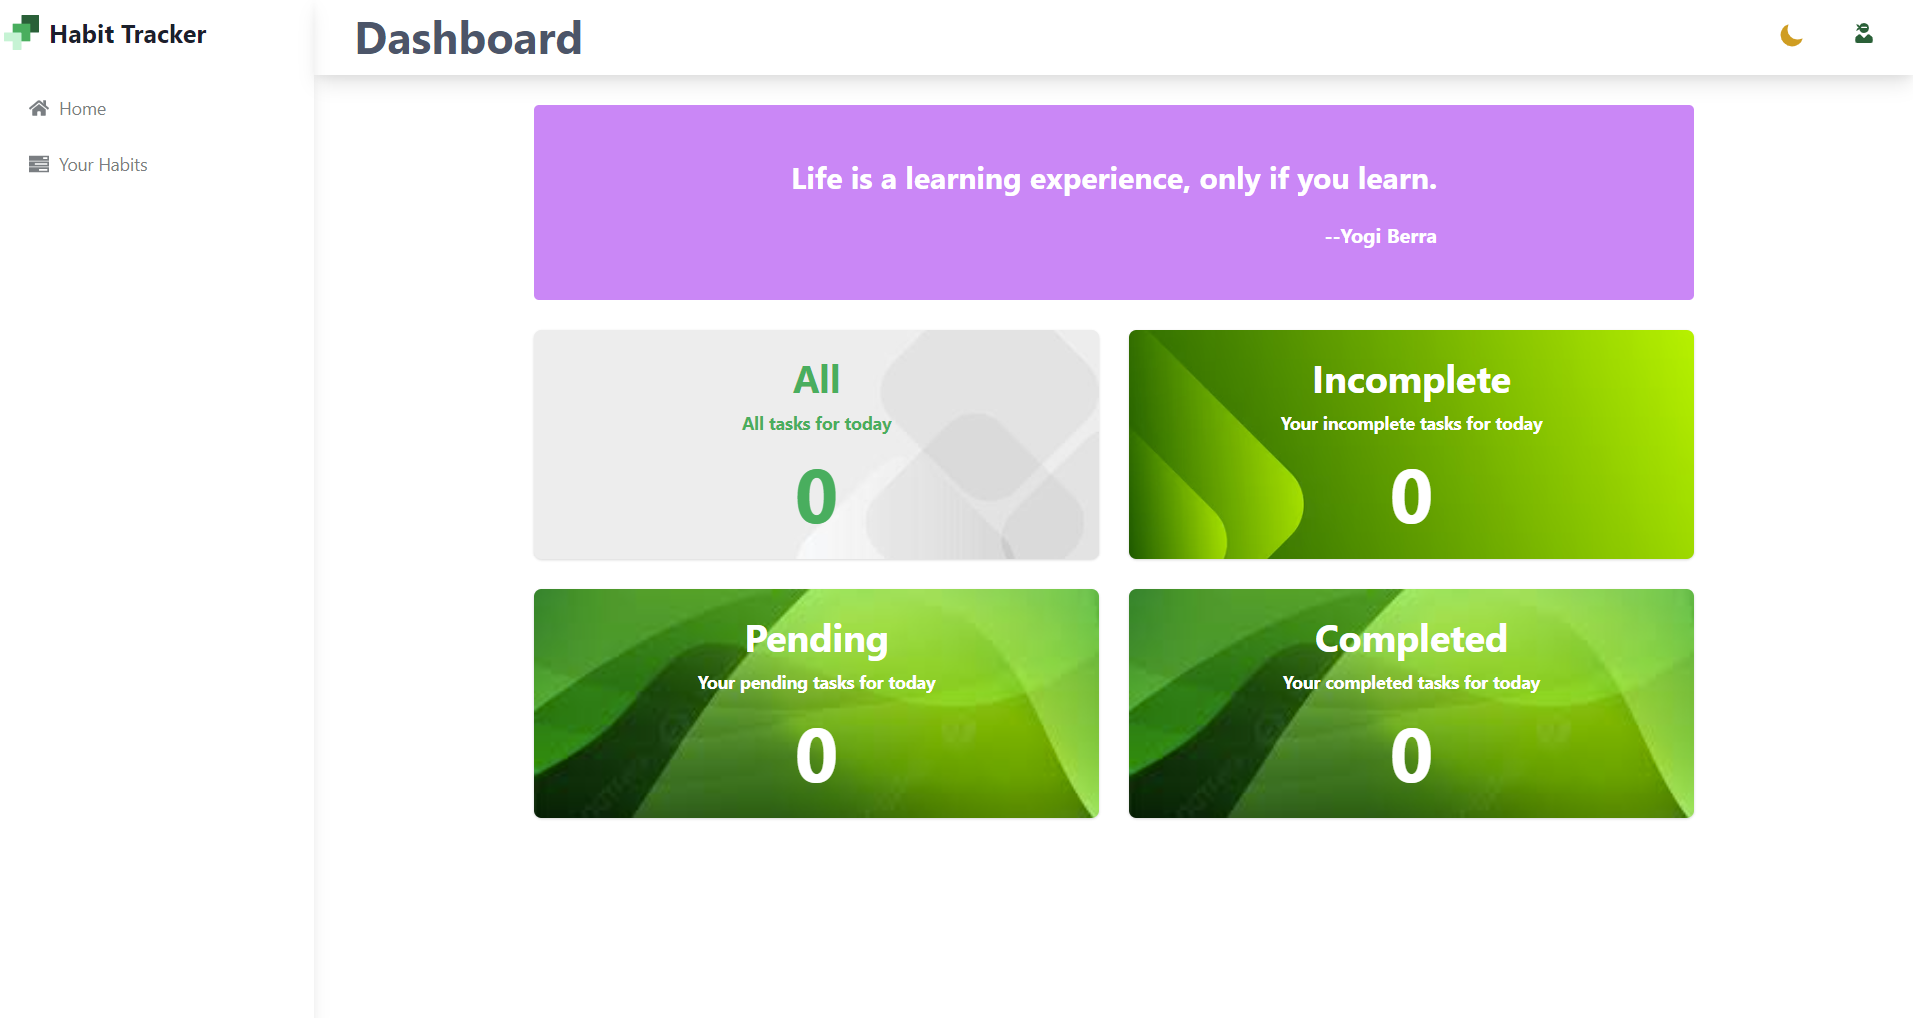 Habit Tracker
Dashboard
Home
Your Habits
Life is a learning experience, only if you learn.
--Yogi Berra
All
All tasks for today
0
Incomplete
Your incomplete tasks for today
0
Pending
Your pending tasks for today
0
Completed
Your completed tasks for today
0